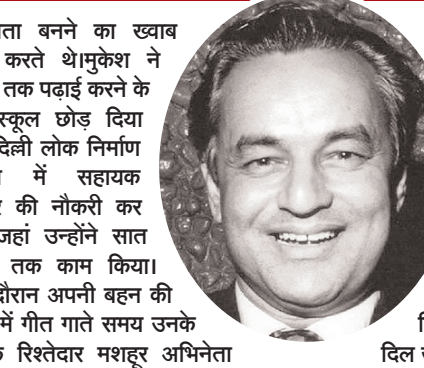 ता बनने का ख्वाब
करते थे।मुकेश ने
तक पढ़ाई करने के
स्कूल छोड़ दिया
दिल्ली लोक निर्माण
में सहायक
र की नौकरी कर
जहां उन्होंने सात
तक काम किया।
दौरान अपनी बहन की
में गीत गाते समय उनके
रिश्तेदार मशहूर अभिनेता
दिल